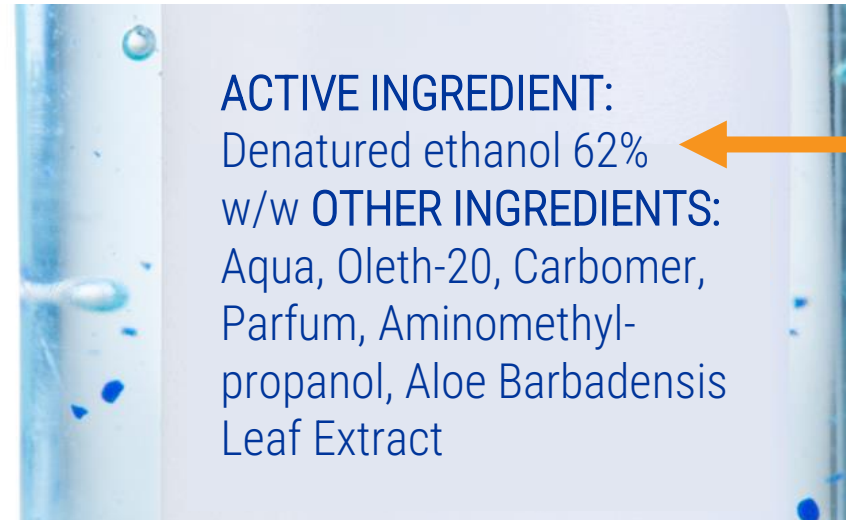 ACTIVE INGREDIENT:
Denatured ethanol 62%
w/w OTHER INGREDIENTS:
Aqua, Oleth-20, Carbomer,
Parfum, Aminomethyl-
propanol, Aloe Barbadensis
Leaf Extract